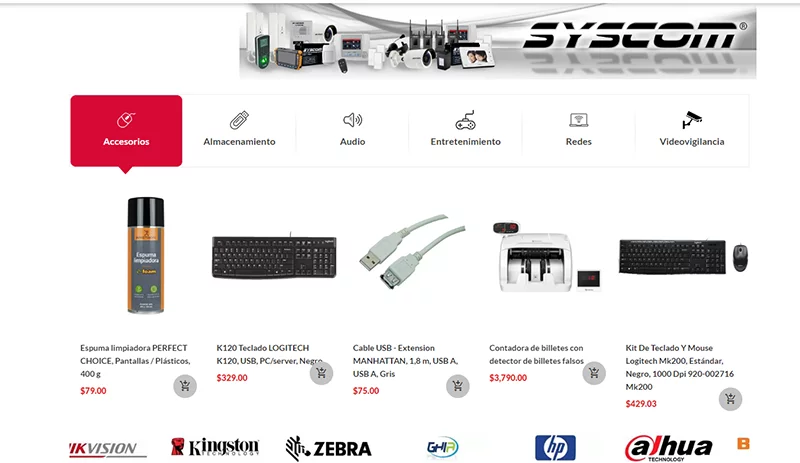 SYSCOM®
SYSCOM
Accesorios
Almacenamiento
Audio
Entretenimiento
Redes
Videovigilancia
Espuma
limpiadora
Foam
Espuma limpiadora PERFECT
CHOICE, Pantallas / Plásticos,
400 g
$79.00
K120 Teclado LOGITECH
K120, USB, PC/server, Negro
$329.00
Cable USB - Extension
MANHATTAN, 1,8 m, USB A,
USB A, Gris
$75.00
Contadora de billetes con
detector de billetes falsos
$3,790.00
Kit De Teclado Y Mouse
Logitech Mk200, Estándar,
Negro, 1000 Dpi 920-002716
Mk200
$429.03
IKVISION
Kingston
TECHNOLOGY
ZEBRA
GHIA
hp
alhua
TECHNOLOGY
B